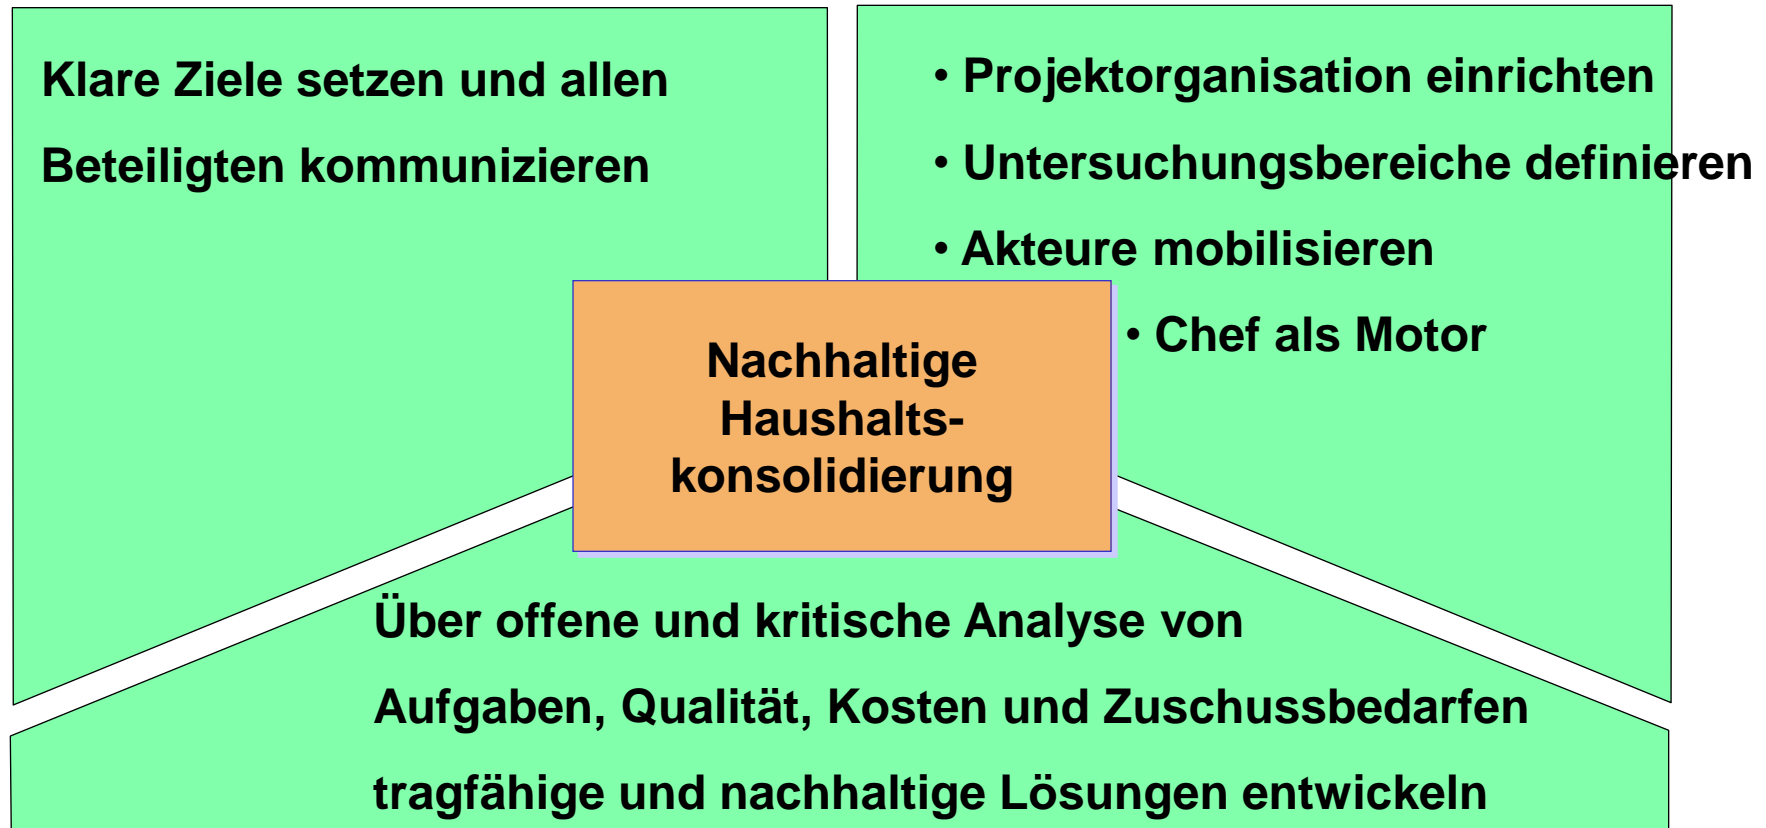 Klare Ziele setzen und allen
Beteiligten kommunizieren
• Projektorganisation einrichten
• Untersuchungsbereiche definieren
• Akteure mobilisieren
• Chef als Motor
Nachhaltige
Haushalts-
konsolidierung
Über offene und kritische Analyse von
Aufgaben, Qualität, Kosten und Zuschussbedarfen
tragfähige und nachhaltige Lösungen entwickeln